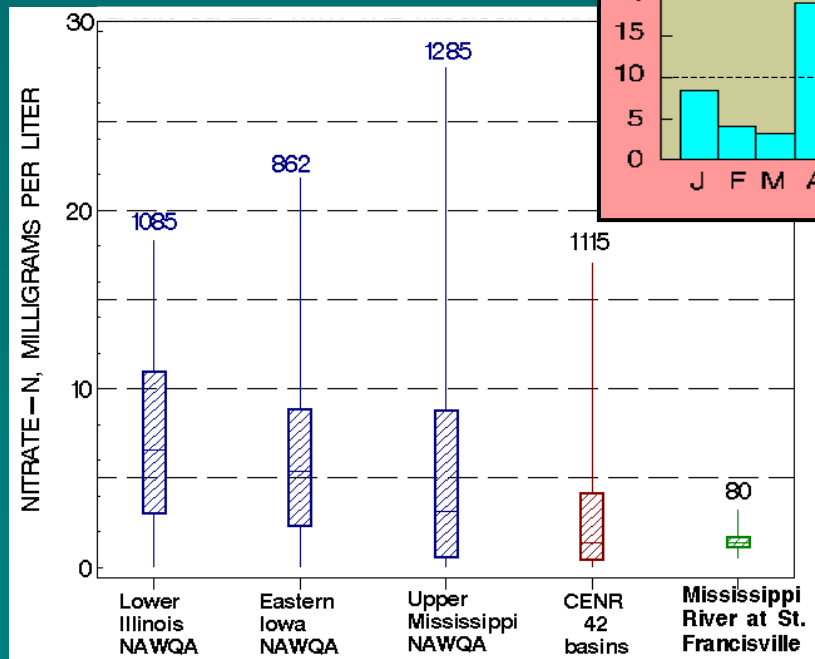 30
1285
862
20
1085
1115
10
80
0
NITRATE–N, MILLIGRAMS PER LITER
Lower
Illinois
NAWQA
Eastern
Iowa
NAWQA
Upper
Mississippi
NAWQA
CENR
42
basins
Mississippi
River at St.
Francisville
15
10
5
0
J F M A